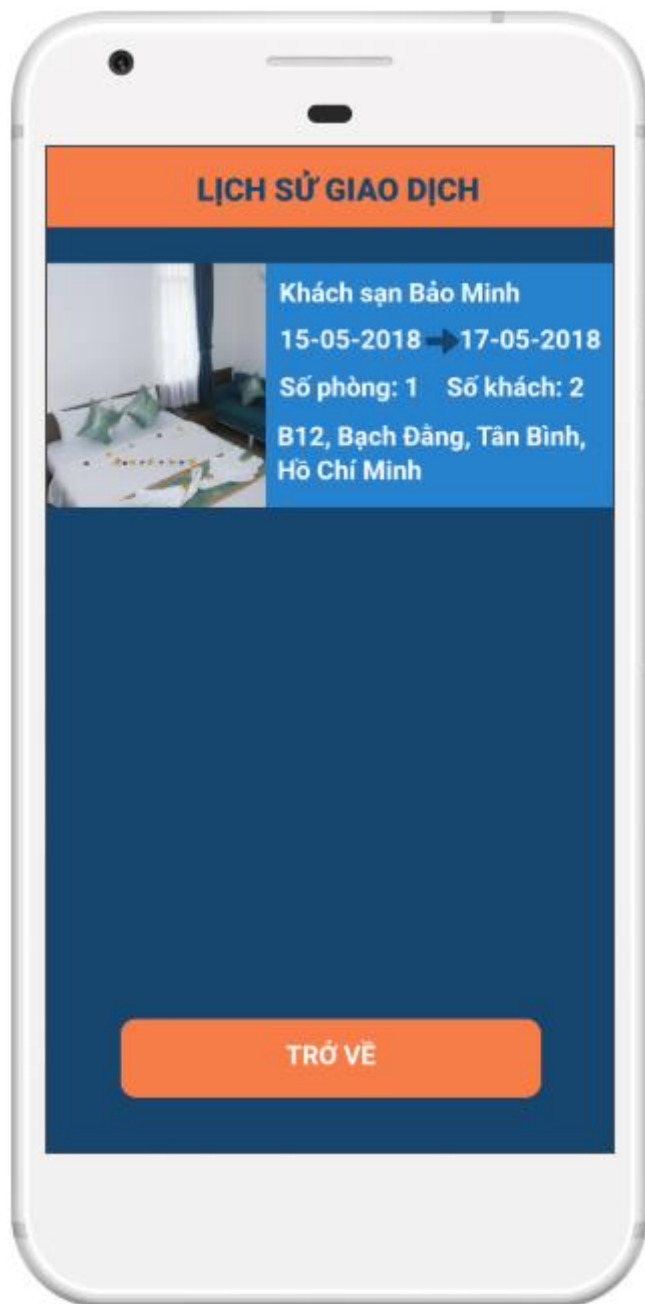 LỊCH SỬ GIAO DỊCH
Khách sạn Bảo Minh
15-05-2018 17-05-2018
Số phòng: 1 Số khách: 2
B12, Bạch Đằng, Tân Bình,
Hồ Chí Minh
TRỞ VỀ